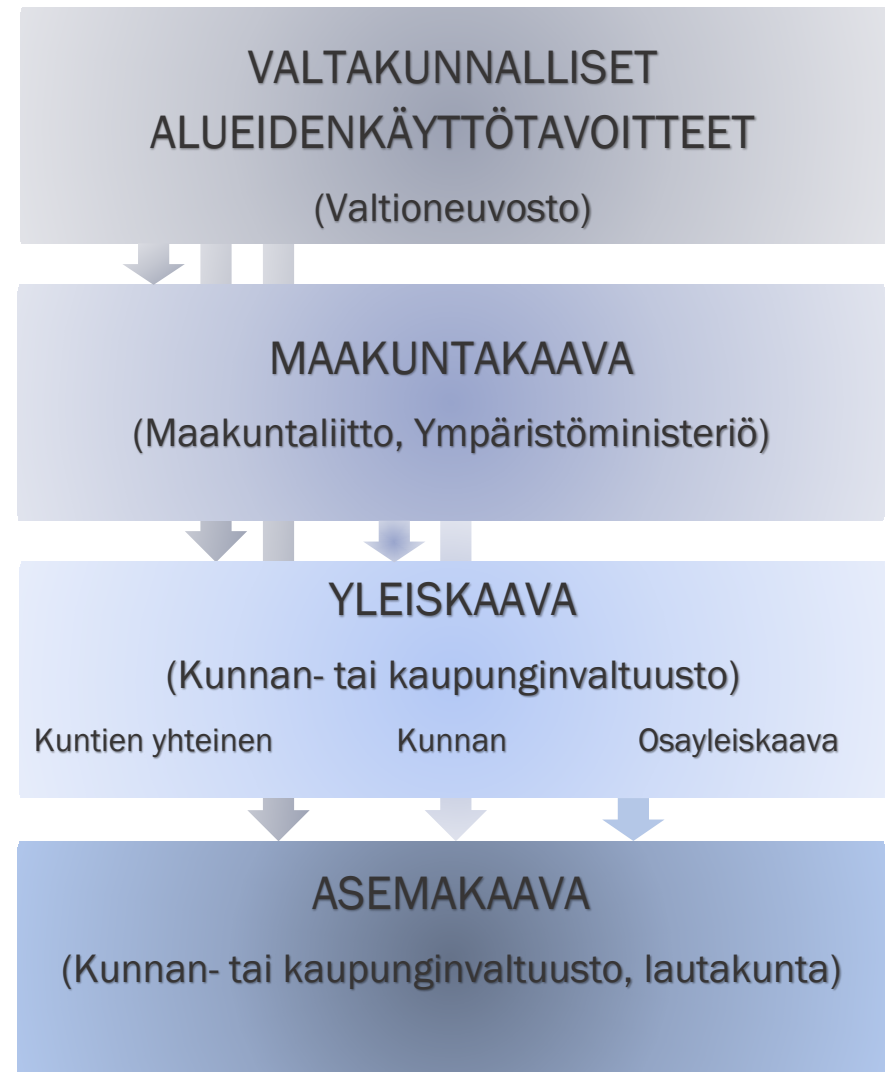 VALTAKUNNALLISET
ALUEIDENKÄYTTÖTAVOITTEET
(Valtioneuvosto)
MAAKUNTAKAAVA
(Maakuntaliitto, Ympäristöministeriö)
YLEISKAAVA
(Kunnan- tai kaupunginvaltuusto)
Kuntien yhteinen Kunnan Osayleiskaava
ASEMAKAAVA
(Kunnan- tai kaupunginvaltuusto, lautakunta)